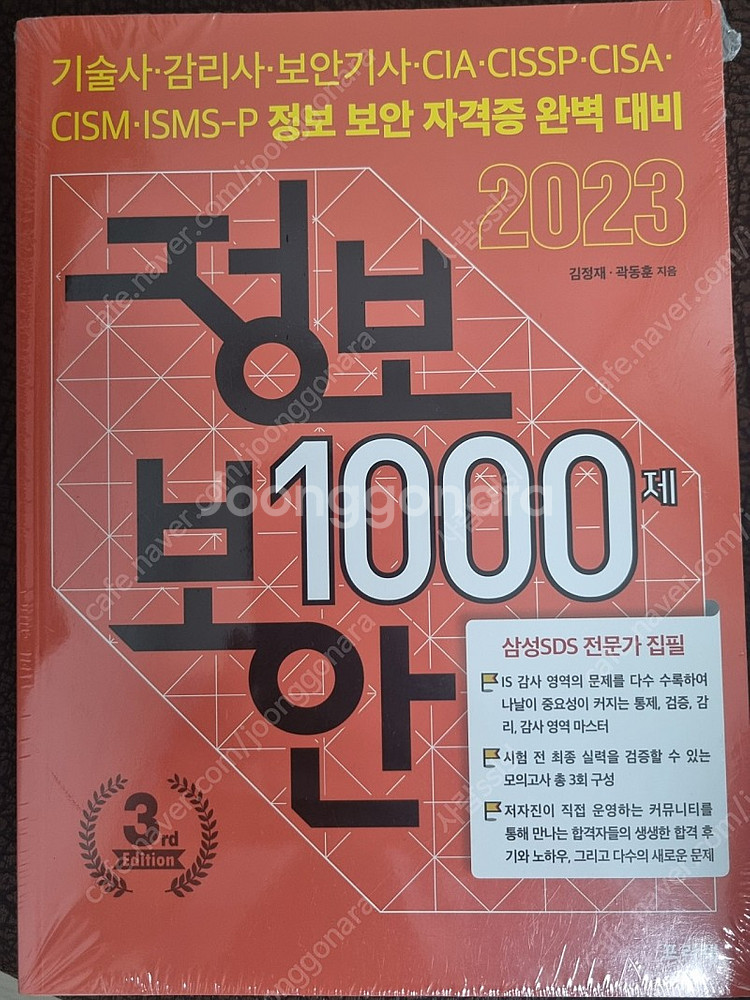 기술사·감리사·보안기사·CIA·CISSP·CISA·
CISM·ISMS-P 정보 보안 자격증 완벽 대비
2023
김정재·곽동훈 지음
정보
보안
1000제
Joonggonara
삼성SDS 전문가 집필
IS 감사 영역의 문제를 다수 수록하여
나날이 중요성이 커지는 통제, 검증, 감
리, 감사 영역 마스터
시험 전 최종 실력을 검증할 수 있는
모의고사 총 3회 구성
저자진이 직접 운영하는 커뮤니티를
통해 만나는 합격자들의 생생한 합격 후
기와 노하우, 그리고 다수의 새로운 문제
3rd
Edition
cafe.naver.com/joonggonara